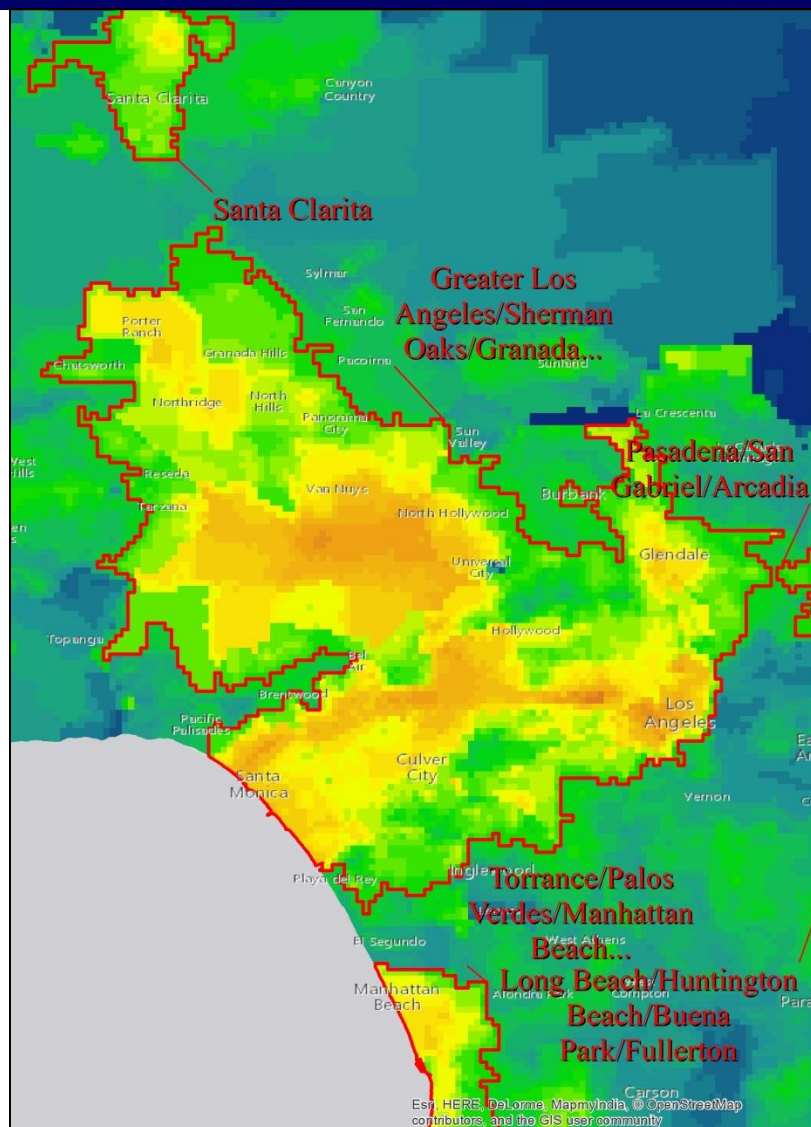 Canyon
Country
Santa Clarita
Santa Clarita
Sylmar
Greater Los
Angeles/Sherman
Oaks/Granada...
San
Fernando
Porter
Ranch
Granada Hills
Pacoima
Chatsworth
Sunland
Northridge
North
Hills
Panorama
City
La Crescenta
Sun
Valley
Pasadena/San
Gabriel/Arcadia
West
Hills
Reseda
Van Nuys
Burbank
Tarzana
North Hollywood
Universal
City
Glendale
Topanga
Hollywood
Bel
Air
Brentwood
Pacific
Palisades
Los
Angeles
Culver
City
Santa
Monica
Vernon
Playa del Rey
Inglewood
Torrance/Palos
Verdes/Manhattan
Beach...
El Segundo
West Athens
Manhattan
Beach
Alondra Park
Compton
Long Beach/Huntington
Beach/Buena
Park/Fullerton
Carson
Esri, HERE, DeLorme, MapmyIndia, © OpenStreetMap
contributors, and the GIS user community